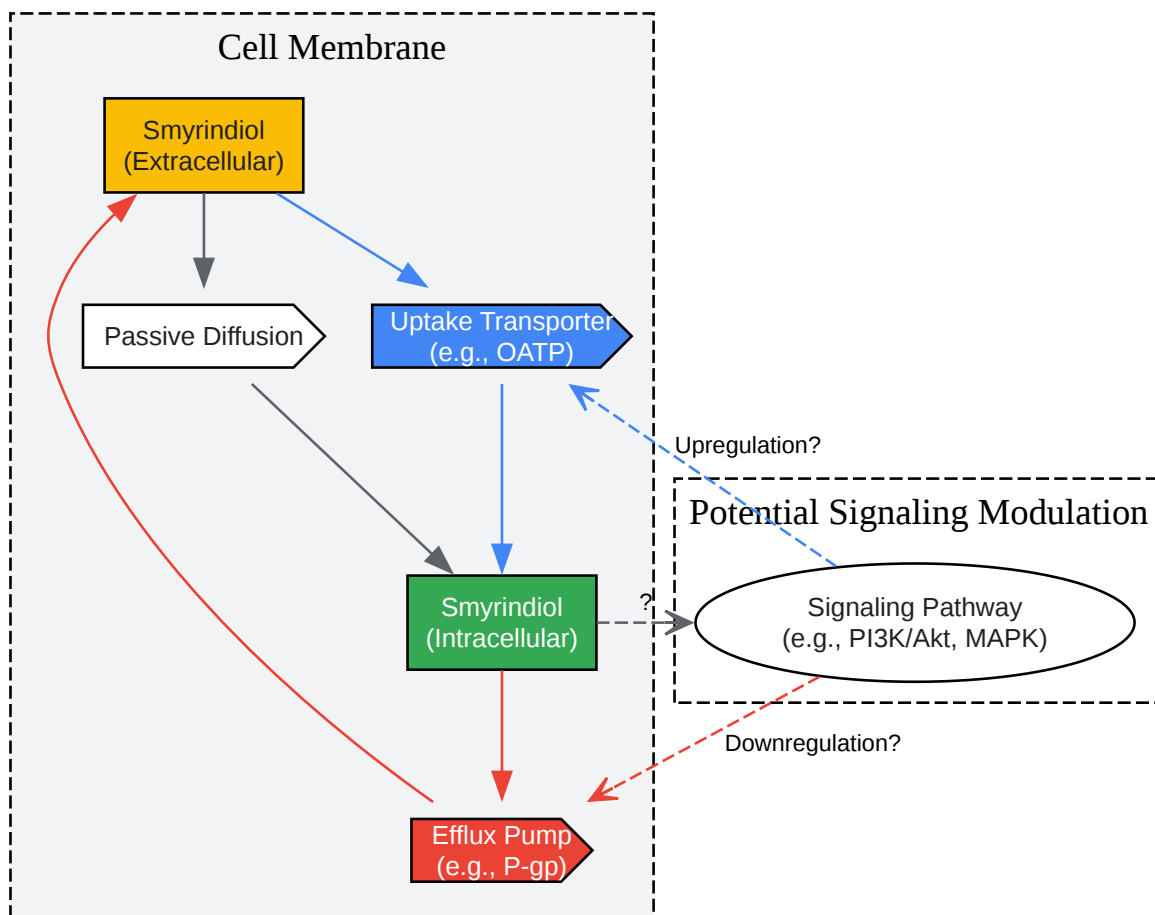 Cell Membrane
Smyrindiol
(Extracellular)
Passive Diffusion
Uptake Transporter
(e.g., OATP)
Upregulation?
Potential Signaling Modulation
Smyrindiol
(Intracellular)
?
Signaling Pathway
(e.g., PI3K/Akt, MAPK)
Downregulation?
Efflux Pump
(e.g., P-gp)